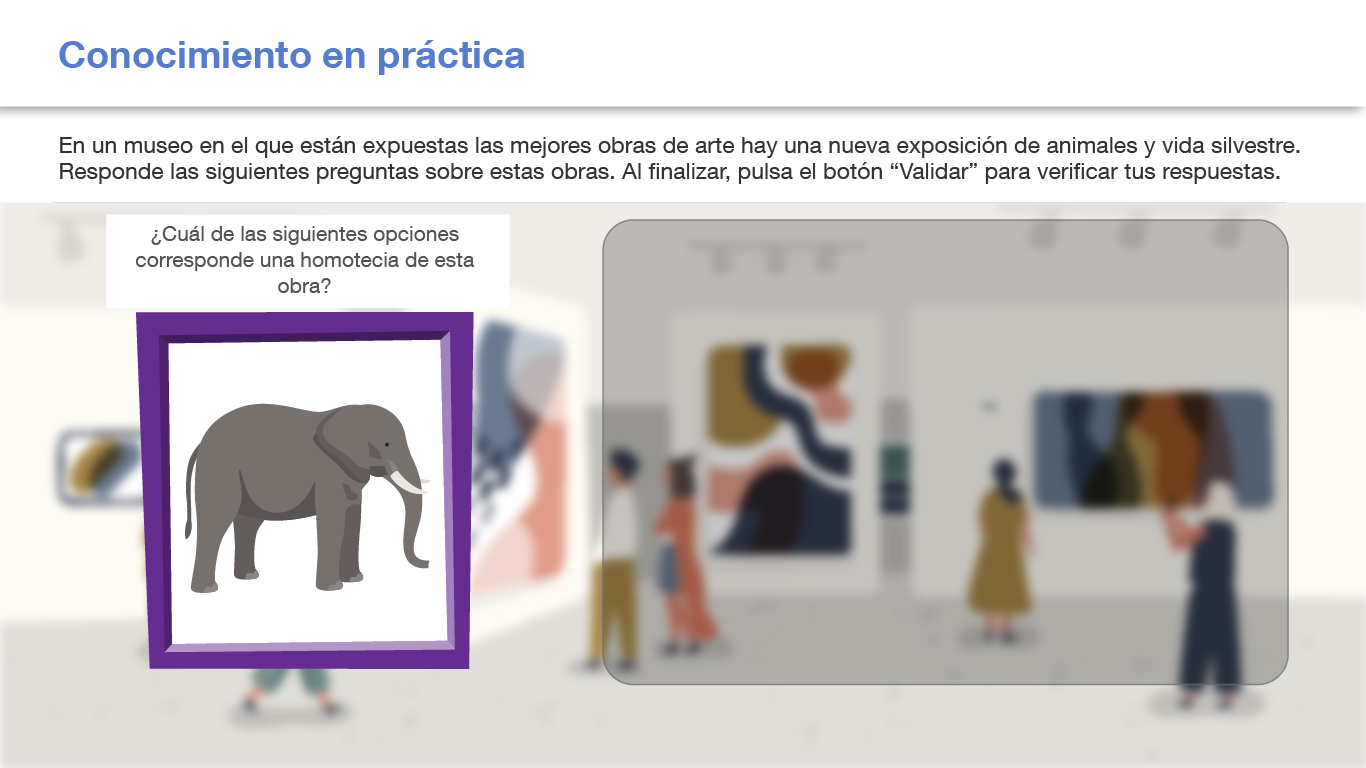 Conocimiento en práctica
En un museo en el que están expuestas las mejores obras de arte hay una nueva exposición de animales y vida silvestre.
Responde las siguientes preguntas sobre estas obras. Al finalizar, pulsa el botón “Validar” para verificar tus respuestas.
¿Cuál de las siguientes opciones
corresponde una homotecia de esta
obra?